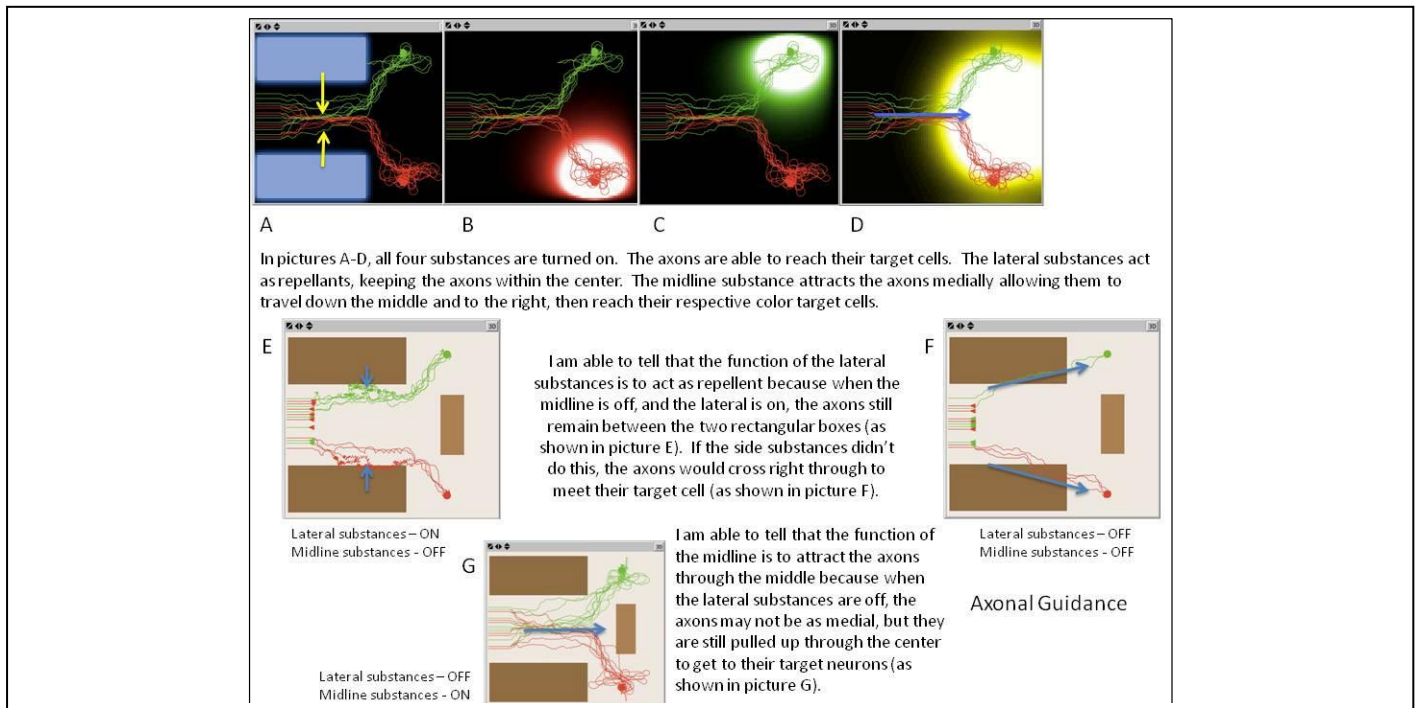 3D
3D
A
B
C
D
In pictures A-D, all four substances are turned on. The axons are able to reach their target cells. The lateral substances act
as repellants, keeping the axons within the center. The midline substance attracts the axons medially allowing them to
travel down the middle and to the right, then reach their respective color target cells.
E
3D
I am able to tell that the function of the lateral
substances is to act as repellent because when the
midline is off, and the lateral is on, the axons still
remain between the two rectangular boxes (as
shown in picture E). If the side substances didn't
do this, the axons would cross right through to
meet their target cell (as shown in picture F).
F
3D
Lateral substances – ON
Midline substances - OFF
Lateral substances – OFF
Midline substances - OFF
G
3D
I am able to tell that the function of
the midline is to attract the axons
through the middle because when
the lateral substances are off, the
axons may not be as medial, but they
are still pulled up through the center
to get to their target neurons (as
shown in picture G).
Axonal Guidance
Lateral substances – OFF
Midline substances - ON